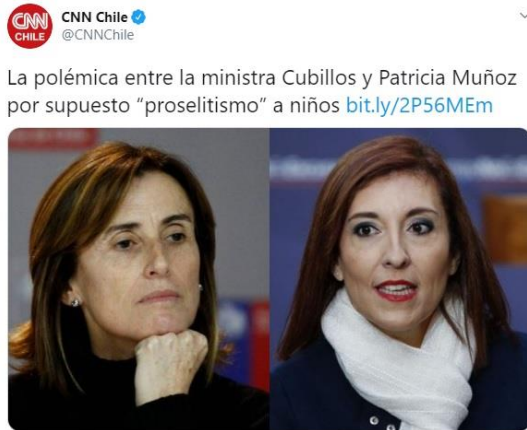 CNN CHILE
CNN Chile
@CNNChile
La polémica entre la ministra Cubillos y Patricia Muñoz
por supuesto “proselitismo” a niños bit.ly/2P56MEm